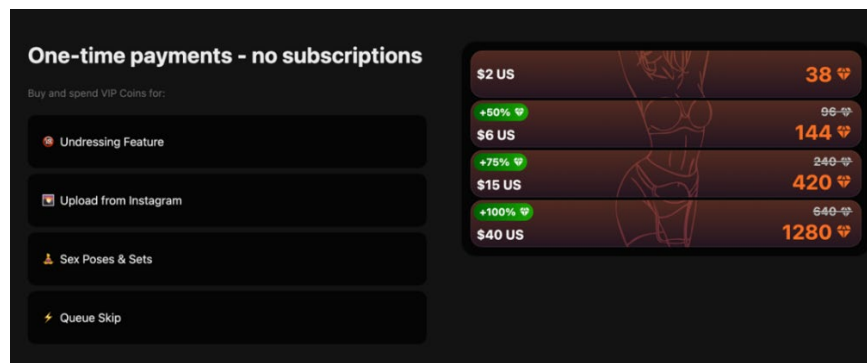 One-time payments - no subscriptions
Buy and spend VIP Coins for:
Undressing Feature
Upload from Instagram
Sex Poses & Sets
Queue Skip
$2 US
38
+50%
96
$6 US
144
+75%
240
$15 US
420
+100%
640
$40 US
1280